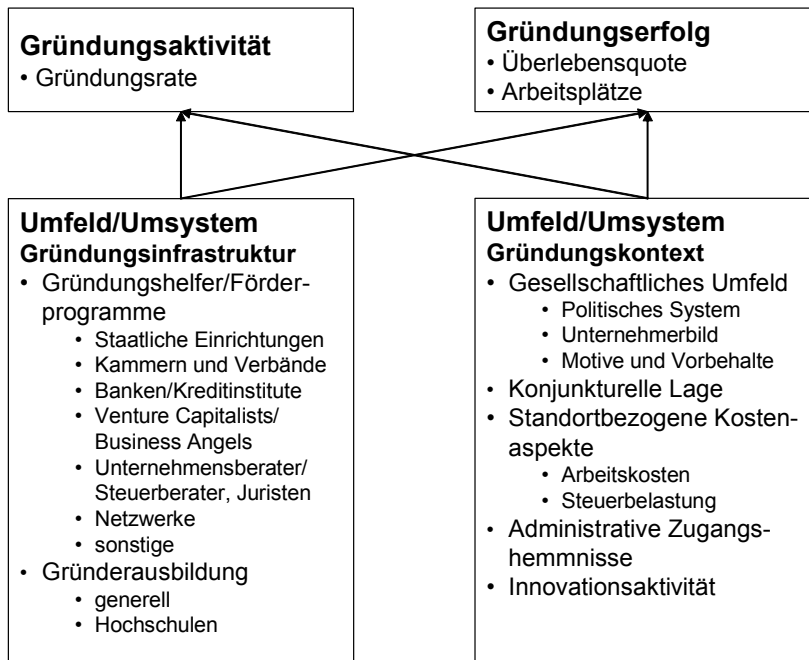 Gründungsaktivität
• Gründungsrate
Gründungserfolg
• Überlebensquote
• Arbeitsplätze
Umfeld/Umsystem
Gründungsinfrastruktur
• Gründungshelfer/Förder-
programme
• Staatliche Einrichtungen
• Kammern und Verbände
• Banken/Kreditinstitute
• Venture Capitalists/
Business Angels
• Unternehmensberater/
Steuerberater, Juristen
• Netzwerke
• sonstige
• Gründerausbildung
• generell
• Hochschulen
Umfeld/Umsystem
Gründungskontext
• Gesellschaftliches Umfeld
• Politisches System
• Unternehmerbild
• Motive und Vorbehalte
• Konjunkturelle Lage
• Standortbezogene Kosten-
aspekte
• Arbeitskosten
• Steuerbelastung
• Administrative Zugangs-
hemmnisse
• Innovationsaktivität